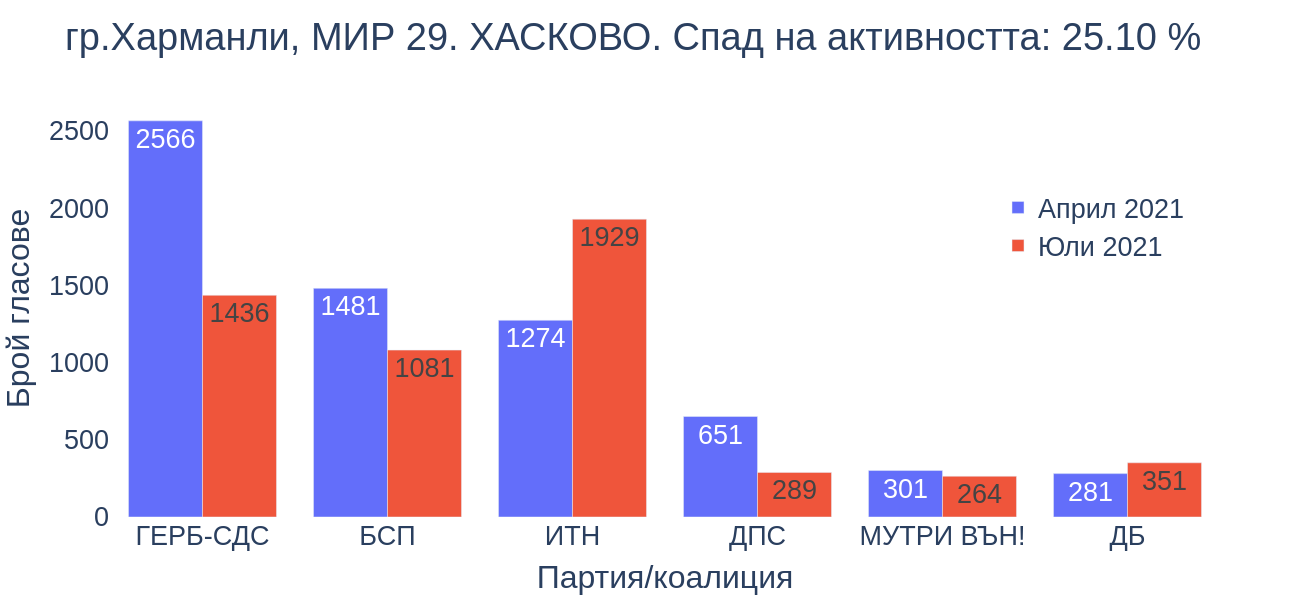 гр.Харманли, МИР 29. ХАСКОВО. Спад на активността: 25.10 %
Брой гласове
2500
2000
1500
1000
500
0
2566
1436
1481
1081
1274
1929
651
289
301
264
281
351
Април 2021
Юли 2021
ГЕРБ-СДС
БСП
ИТН
ДПС
МУТРИ ВЪН!
ДБ
Партия/коалиция